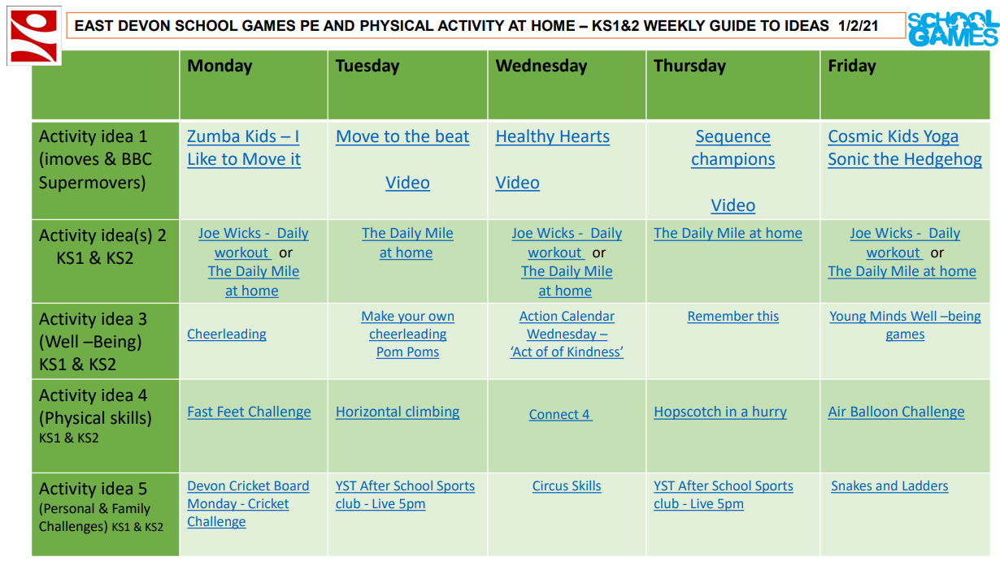 EAST DEVON SCHOOL GAMES PE AND PHYSICAL ACTIVITY AT HOME – KS1&2 WEEKLY GUIDE TO IDEAS 1/2/21
SCHOOL
GAMES
Monday
Tuesday
Wednesday
Thursday
Friday
Activity idea 1
(imoves & BBC
Supermovers)
Zumba Kids – I
Like to Move it
Move to the beat
Video
Healthy Hearts
Video
Sequence
champions
Video
Cosmic Kids Yoga
Sonic the Hedgehog
Activity idea(s) 2
KS1 & KS2
Joe Wicks - Daily
workout or
The Daily Mile
at home
The Daily Mile
at home
Joe Wicks - Daily
workout or
The Daily Mile
at home
The Daily Mile at home
Joe Wicks - Daily
workout or
The Daily Mile at home
Activity idea 3
(Well –Being)
KS1 & KS2
Cheerleading
Make your own
cheerleading
Pom Poms
Action Calendar
Wednesday –
‘Act of of Kindness’
Remember this
Young Minds Well –being
games
Activity idea 4
(Physical skills)
KS1 & KS2
Fast Feet Challenge
Horizontal climbing
Connect 4
Hopscotch in a hurry
Air Balloon Challenge
Activity idea 5
(Personal & Family
Challenges) KS1 & KS2
Devon Cricket Board
Monday - Cricket
Challenge
YST After School Sports
club - Live 5pm
Circus Skills
YST After School Sports
club - Live 5pm
Snakes and Ladders